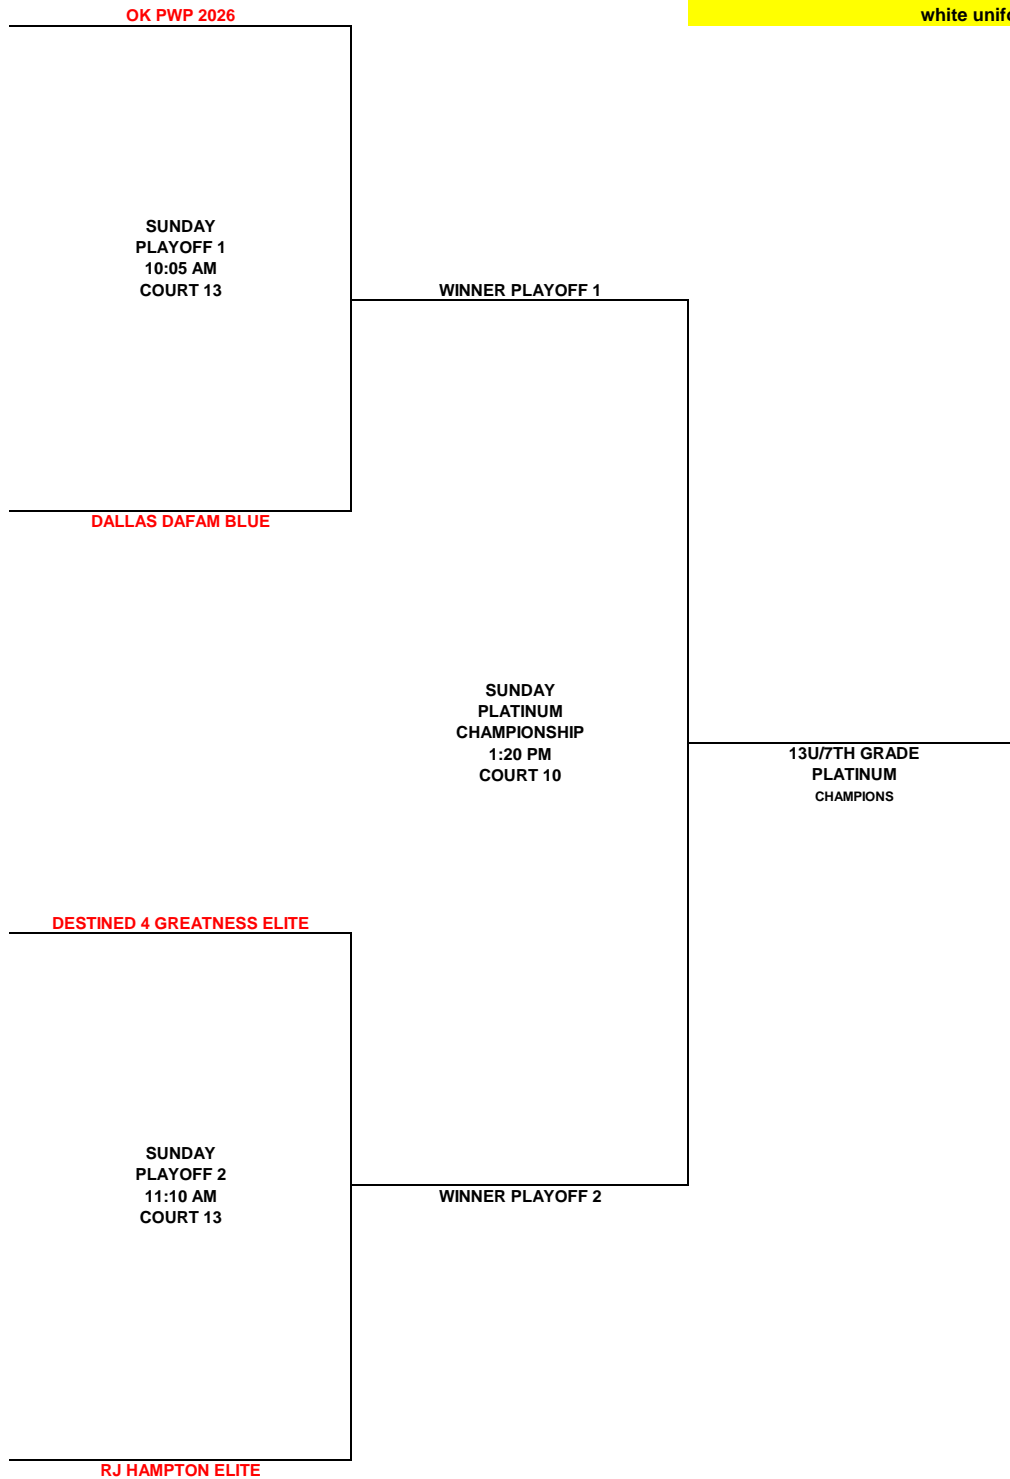 OK PWP 2026
white unifo
SUNDAY
PLAYOFF 1
10:05 AM
COURT 13
WINNER PLAYOFF 1
DALLAS DAFAM BLUE
SUNDAY
PLATINUM
CHAMPIONSHIP
1:20 PM
COURT 10
13U/7TH GRADE
PLATINUM
CHAMPIONS
DESTINED 4 GREATNESS ELITE
SUNDAY
PLAYOFF 2
11:10 AM
COURT 13
WINNER PLAYOFF 2
RJ HAMPTON ELITE